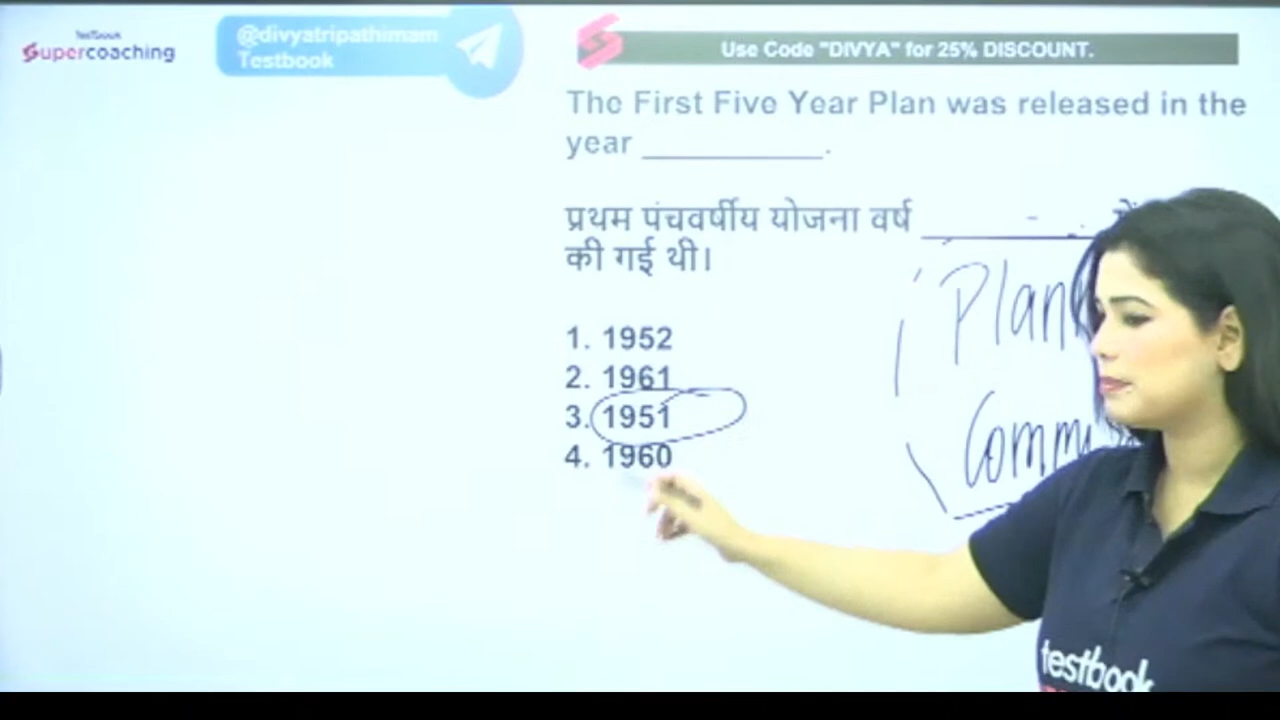 testbook
Supercoaching
@divyatripathimam
Testbook
Use Code "DIVYA" for 25% DISCOUNT.
The First Five Year Plan was released in the
year __________.
प्रथम पंचवर्षीय योजना वर्ष __________ में
की गई थी।
1. 1952
2. 1961
3. 1951
4. 1960
testbook